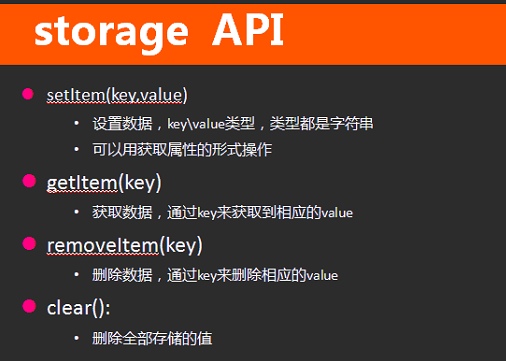 storage API
setItem(key,value)
设置数据，key\value类型，类型都是字符串
可以用获取属性的形式操作
getItem(key)
获取数据，通过key来获取到相应的value
removeItem(key)
删除数据，通过key来删除相应的value
clear():
删除全部存储的值